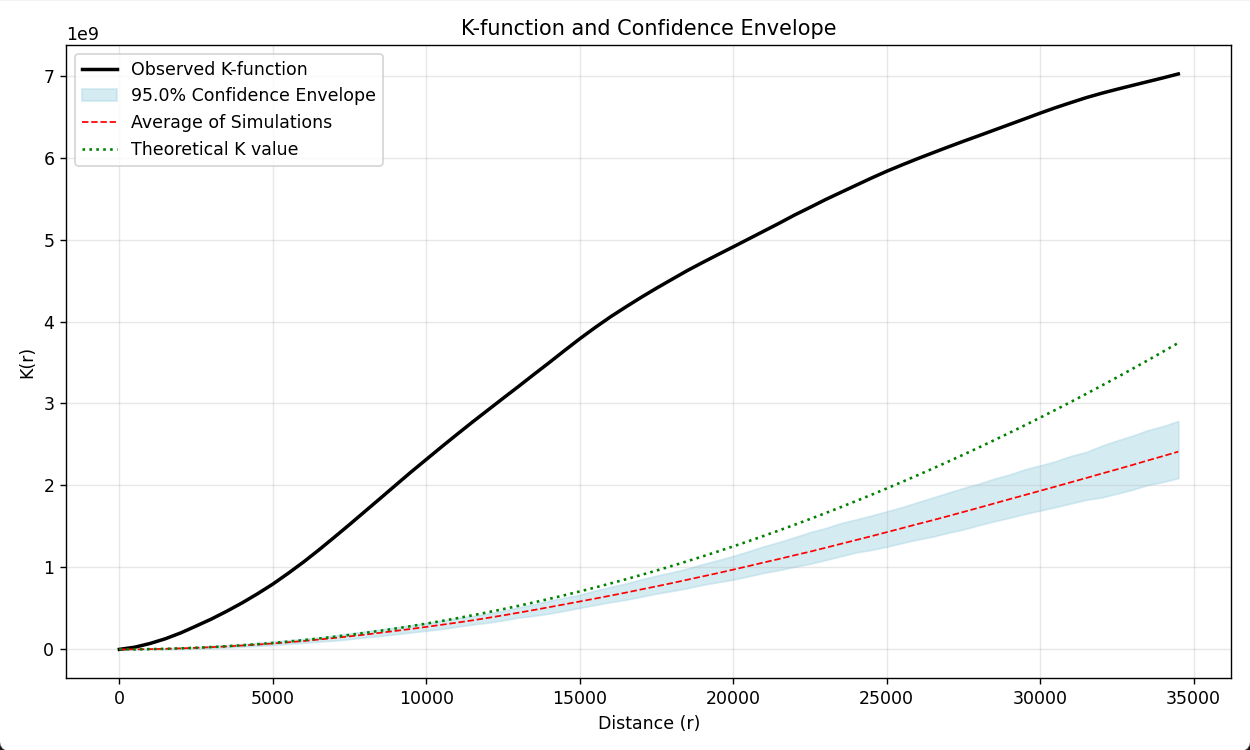 K-function and Confidence Envelope
1e9
Observed K-function
95.0% Confidence Envelope
Average of Simulations
Theoretical K value
7
6
5
4
3
2
1
0
K(r)
0 5000 10000 15000 20000 25000 30000 35000
Distance (r)